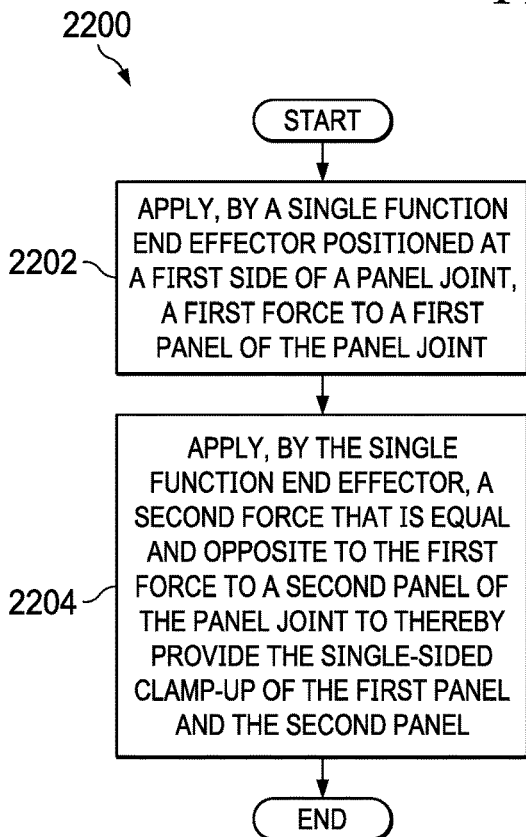 2200
START
APPLY, BY A SINGLE FUNCTION
END EFFECTOR POSITIONED AT
A FIRST SIDE OF A PANEL JOINT,
A FIRST FORCE TO A FIRST
PANEL OF THE PANEL JOINT
2202
APPLY, BY THE SINGLE
FUNCTION END EFFECTOR, A
SECOND FORCE THAT IS EQUAL
AND OPPOSITE TO THE FIRST
FORCE TO A SECOND PANEL OF
THE PANEL JOINT TO THEREBY
PROVIDE THE SINGLE-SIDED
CLAMP-UP OF THE FIRST PANEL
AND THE SECOND PANEL
2204
END